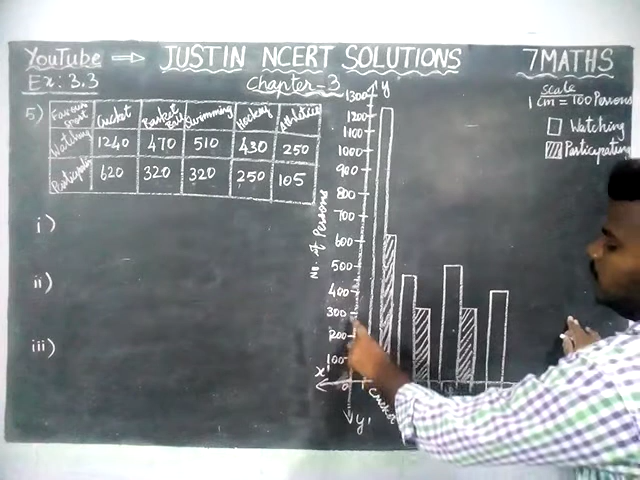 YouTube ⇒ JUSTIN NCERT SOLUTIONS 7MATHS
Ex: 3.3 Chapter-3
scale
1 cm = 100 Persons
Watching
Participating
5) Favourite Sport Cricket Basket Ball Swimming Hockey Athletics
Watching 1240 470 510 430 250
Participating 620 320 320 250 105
i)
ii)
iii)
y
1300
1200
1100
1000
900
800
700
600
500
400
300
200
100
0
No. of Persons
x'
y'
Cricket